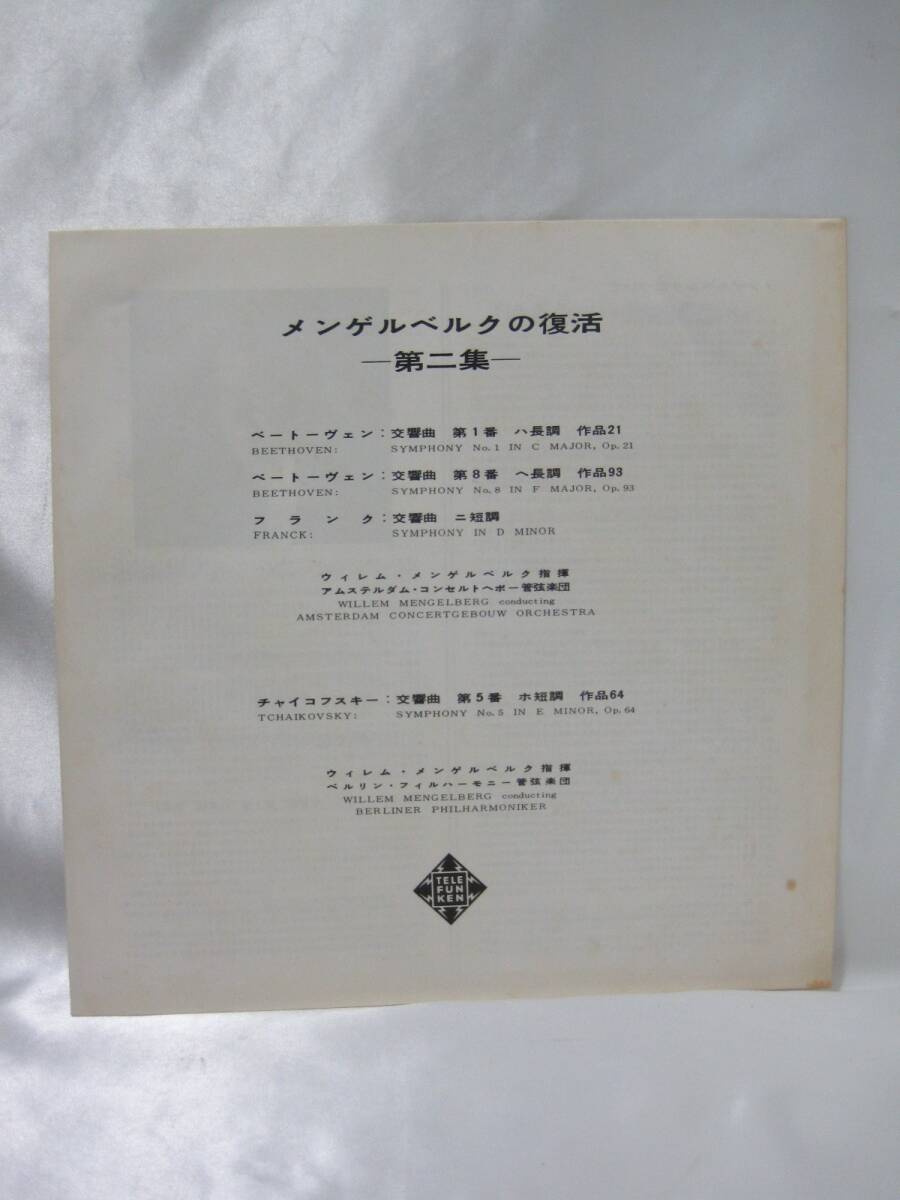 メンゲルベルクの復活
―第二集―
ベートーヴェン：交響曲 第1番 ハ長調 作品21
BEETHOVEN: SYMPHONY No. 1 IN C MAJOR, Op. 21
ベートーヴェン：交響曲 第8番 ヘ長調 作品93
BEETHOVEN: SYMPHONY No. 8 IN F MAJOR, Op. 93
フランク：交響曲 ニ短調
FRANCK: SYMPHONY IN D MINOR
ウィレム・メンゲルベルク指揮
アムステルダム・コンセルトヘボー管弦楽団
WILLEM MENGELBERG conducting
AMSTERDAM CONCERTGEBOUW ORCHESTRA
チャイコフスキー：交響曲 第5番 ホ短調 作品64
TCHAIKOVSKY: SYMPHONY No. 5 IN E MINOR, Op. 64
ウィレム・メンゲルベルク指揮
ベルリン・フィルハーモニー管弦楽団
WILLEM MENGELBERG conducting
BERLINER PHILHARMONIKER
TELE
FUN
KEN